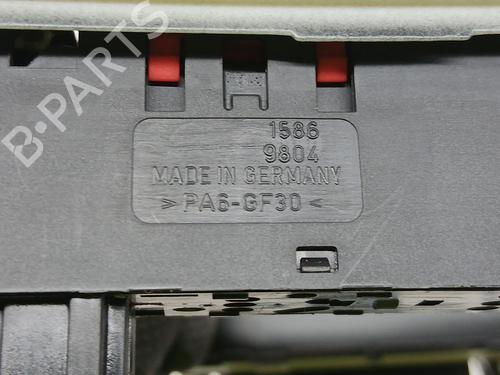 B-PARTS
1586
9804
MADE IN GERMANY
>PA6-GF30<